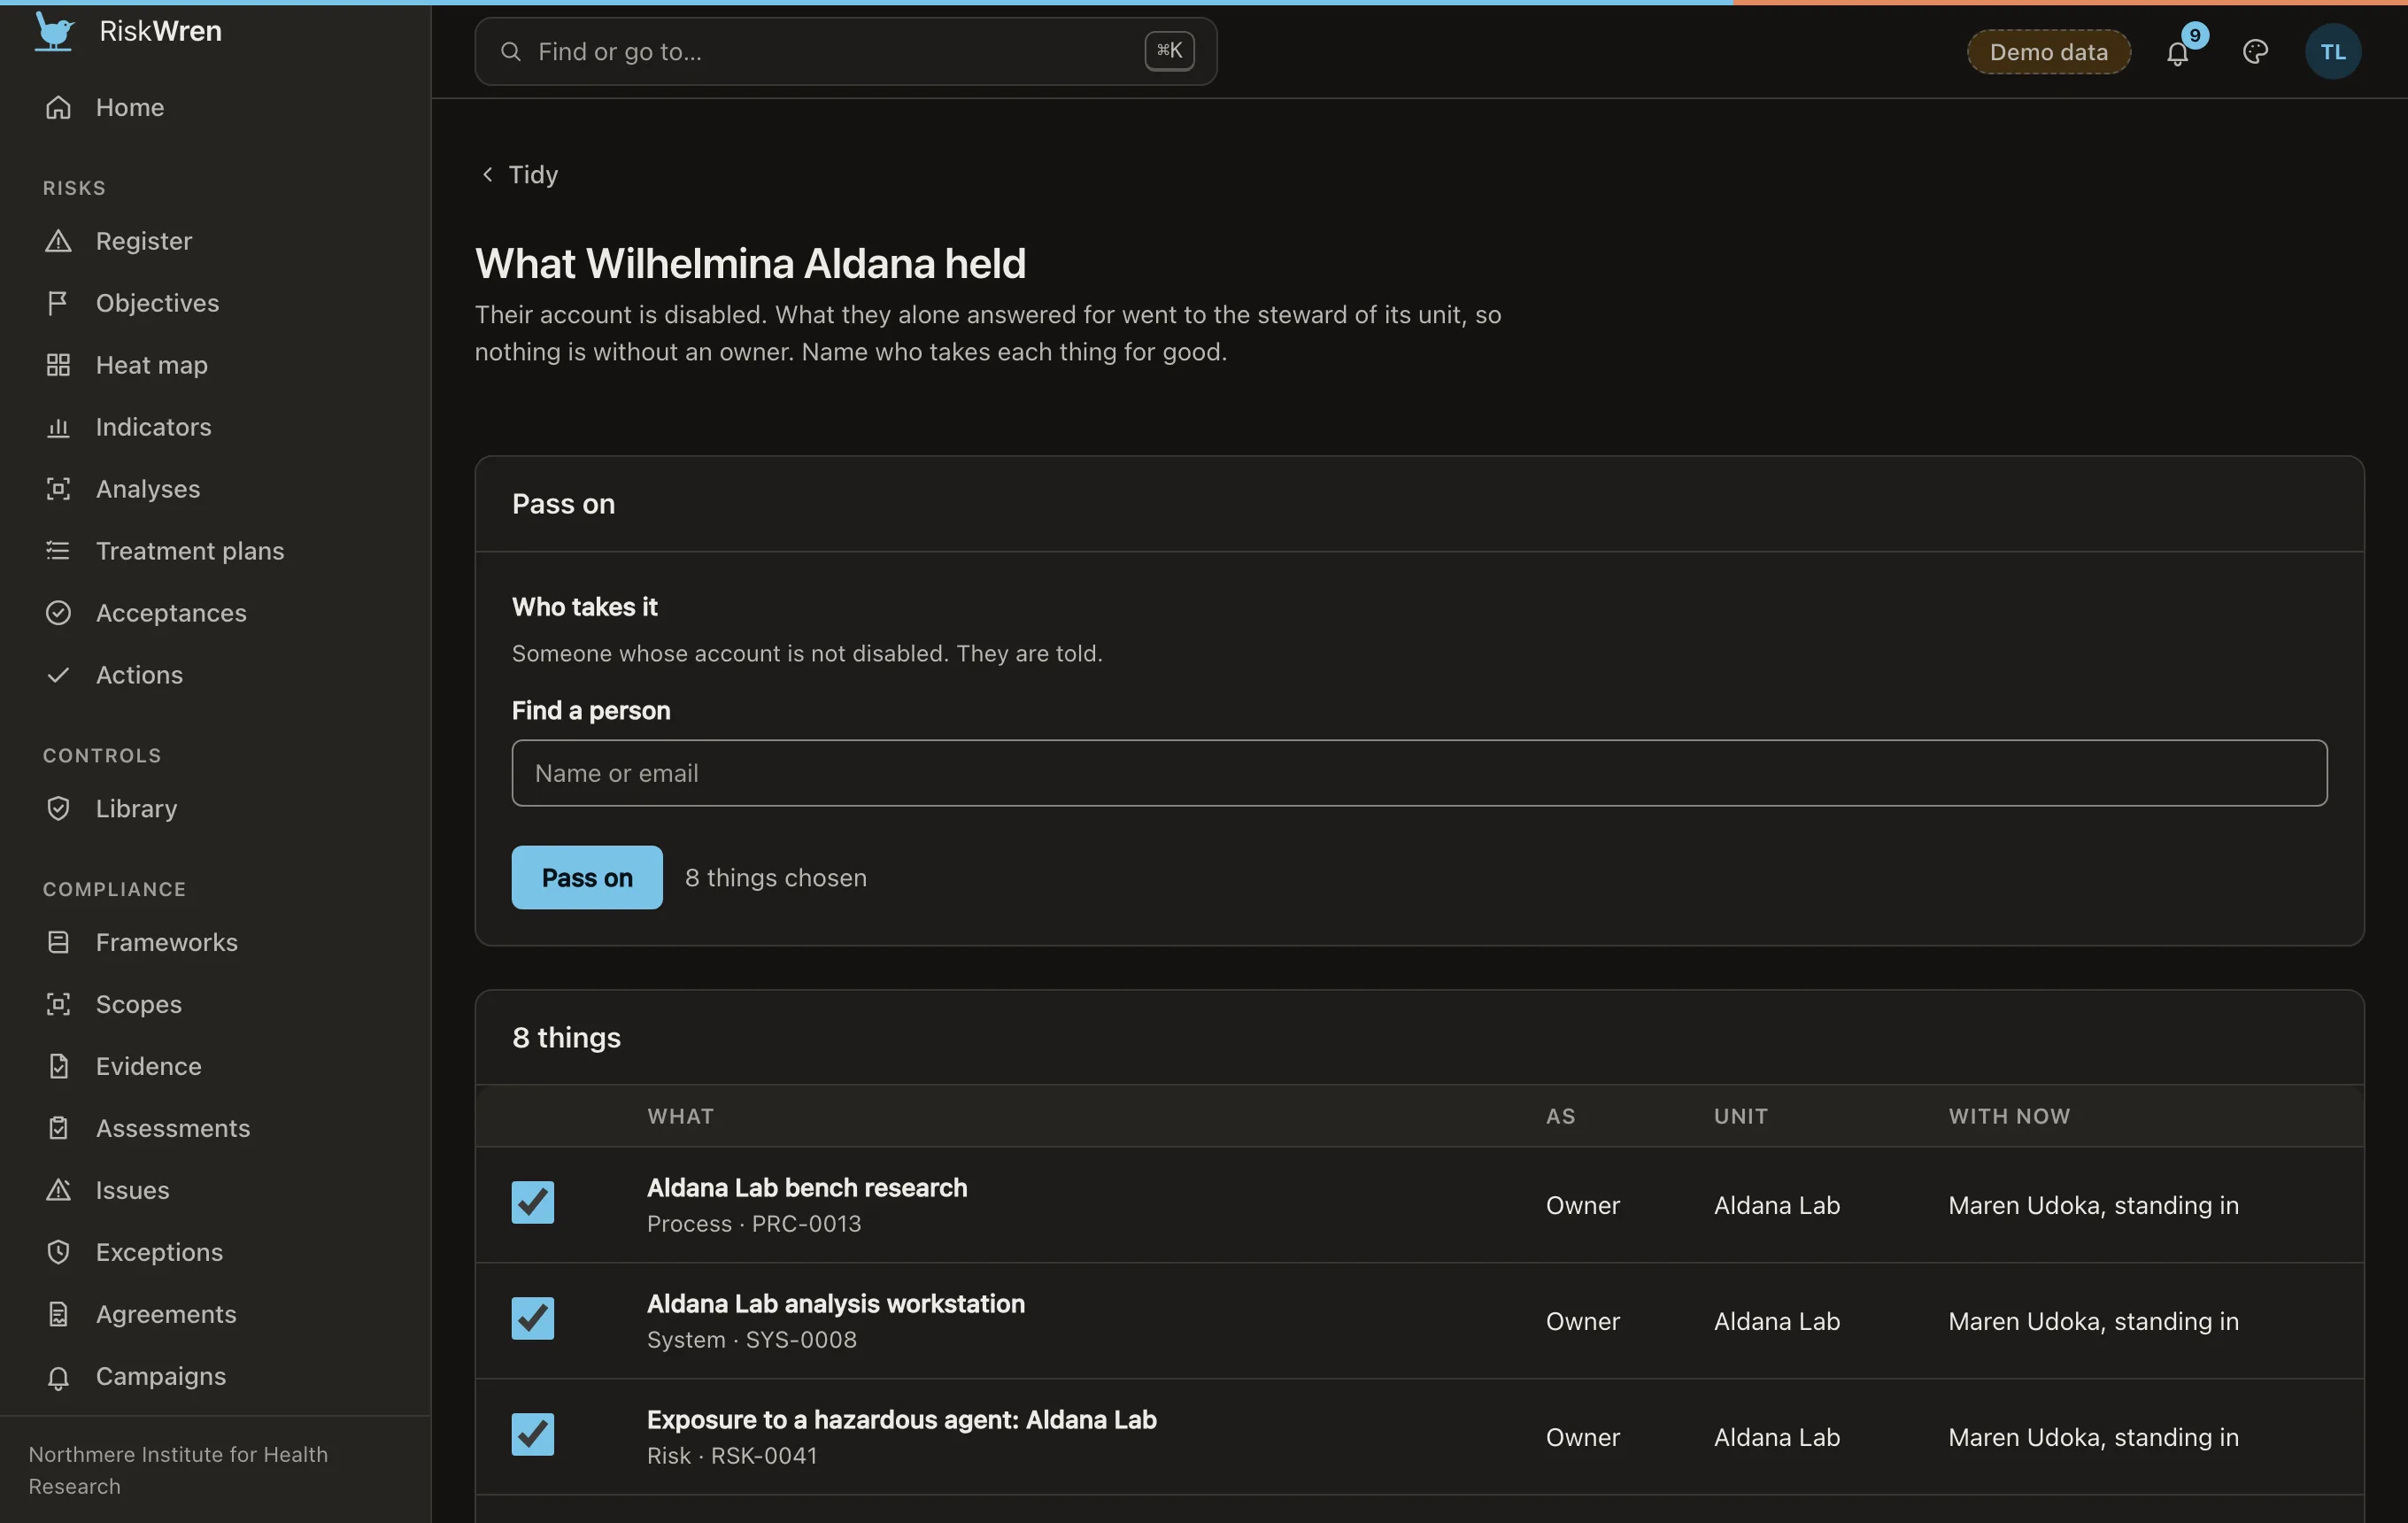 RiskWren
Find or go to...
⌘K
Demo data
9
TL
Home
RISKS
Register
Objectives
Heat map
Indicators
Analyses
Treatment plans
Acceptances
Actions
CONTROLS
Library
COMPLIANCE
Frameworks
Scopes
Evidence
Assessments
Issues
Exceptions
Agreements
Campaigns
Northmere Institute for Health
Research
Tidy
What Wilhelmina Aldana held
Their account is disabled. What they alone answered for went to the steward of its unit, so
nothing is without an owner. Name who takes each thing for good.
Pass on
Who takes it
Someone whose account is not disabled. They are told.
Find a person
Name or email
Pass on
8 things chosen
8 things
WHAT AS UNIT WITH NOW
Aldana Lab bench research
Process · PRC-0013
Owner
Aldana Lab
Maren Udoka, standing in
Aldana Lab analysis workstation
System · SYS-0008
Owner
Aldana Lab
Maren Udoka, standing in
Exposure to a hazardous agent: Aldana Lab
Risk · RSK-0041
Owner
Aldana Lab
Maren Udoka, standing in